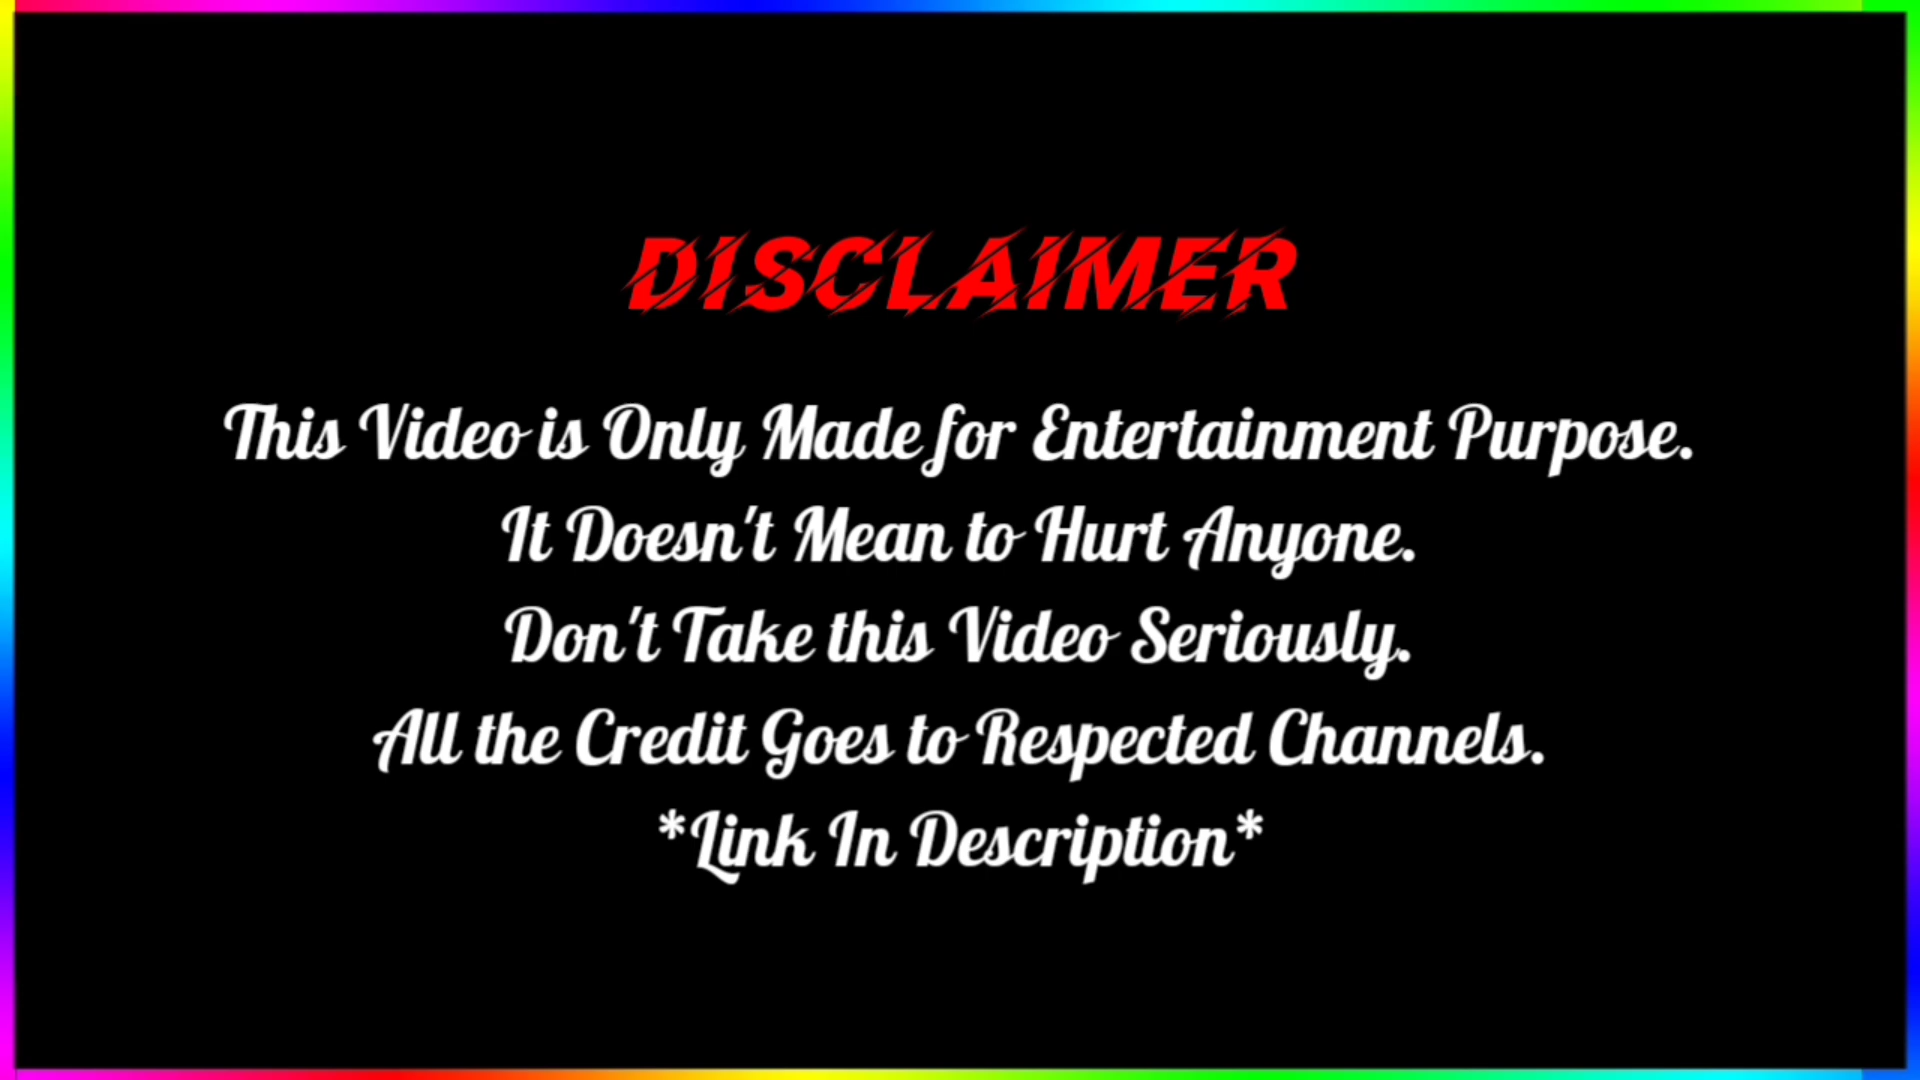 DISCLAIMER
This Video is Only Made for Entertainment Purpose.
It Doesn't Mean to Hurt Anyone.
Don't Take this Video Seriously.
All the Credit Goes to Respected Channels.
*Link In Description*